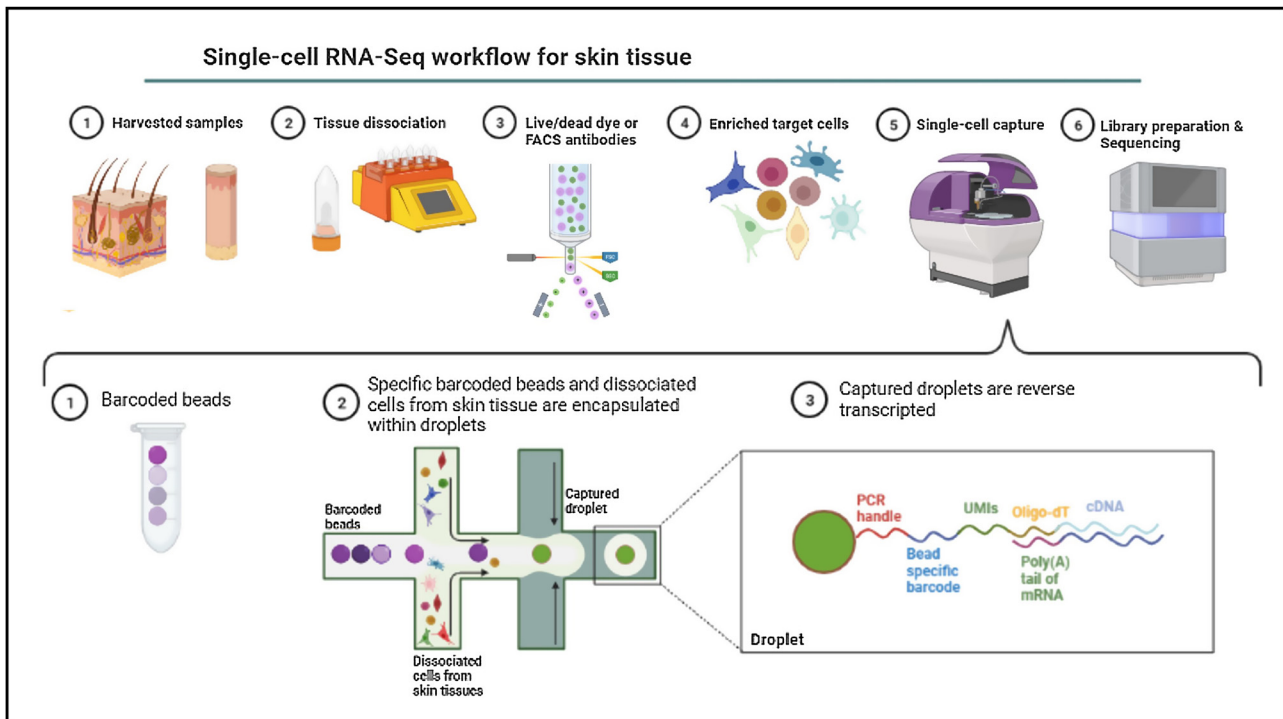 Single-cell RNA-Seq workflow for skin tissue
1 Harvested samples
2 Tissue dissociation
3 Live/dead dye or
FACS antibodies
4 Enriched target cells
5 Single-cell capture
6 Library preparation &
Sequencing
1 Barcoded beads
2 Specific barcoded beads and dissociated
cells from skin tissue are encapsulated
within droplets
3 Captured droplets are reverse
transcripted
Barcoded
beads
Captured
droplet
Dissociated
cells from
skin tissues
PCR
handle
Bead
specific
barcode
UMIs
Oligo-dT
cDNA
Poly(A)
tail of
mRNA
Droplet